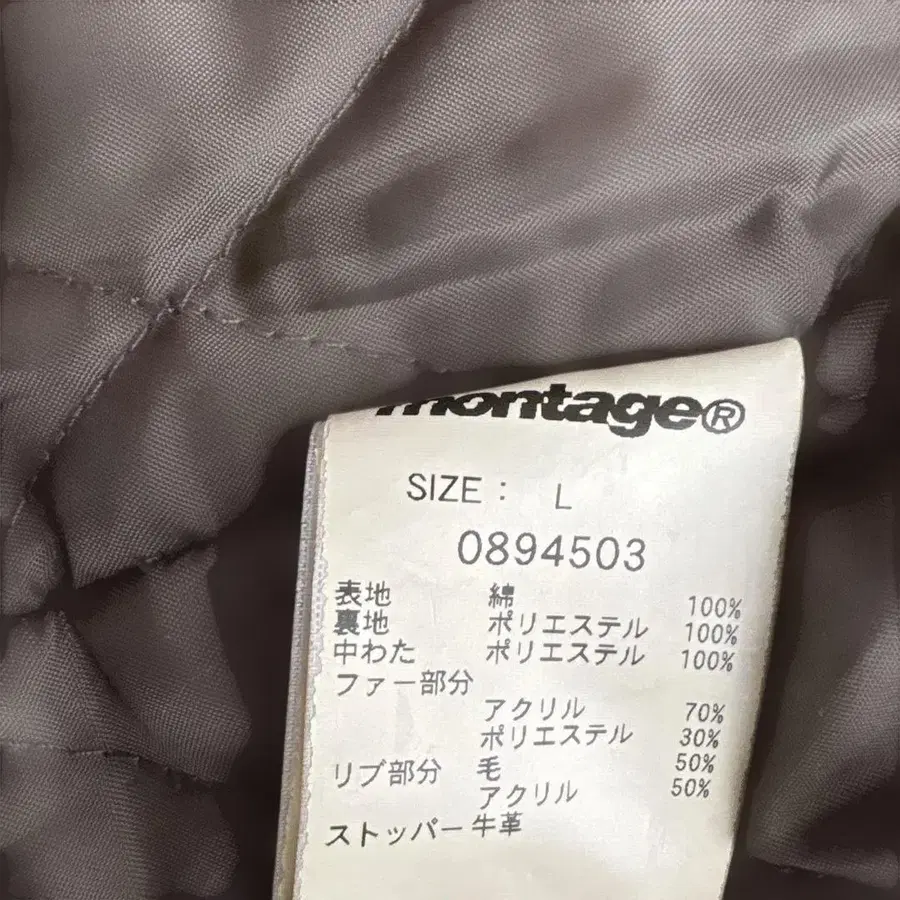 montage®
SIZE : L
0894503
表地 綿 100%
裏地 ポリエステル 100%
中わた ポリエステル 100%
ファー部分
アクリル 70%
ポリエステル 30%
リブ部分 毛 50%
アクリル 50%
ストッパー 牛革